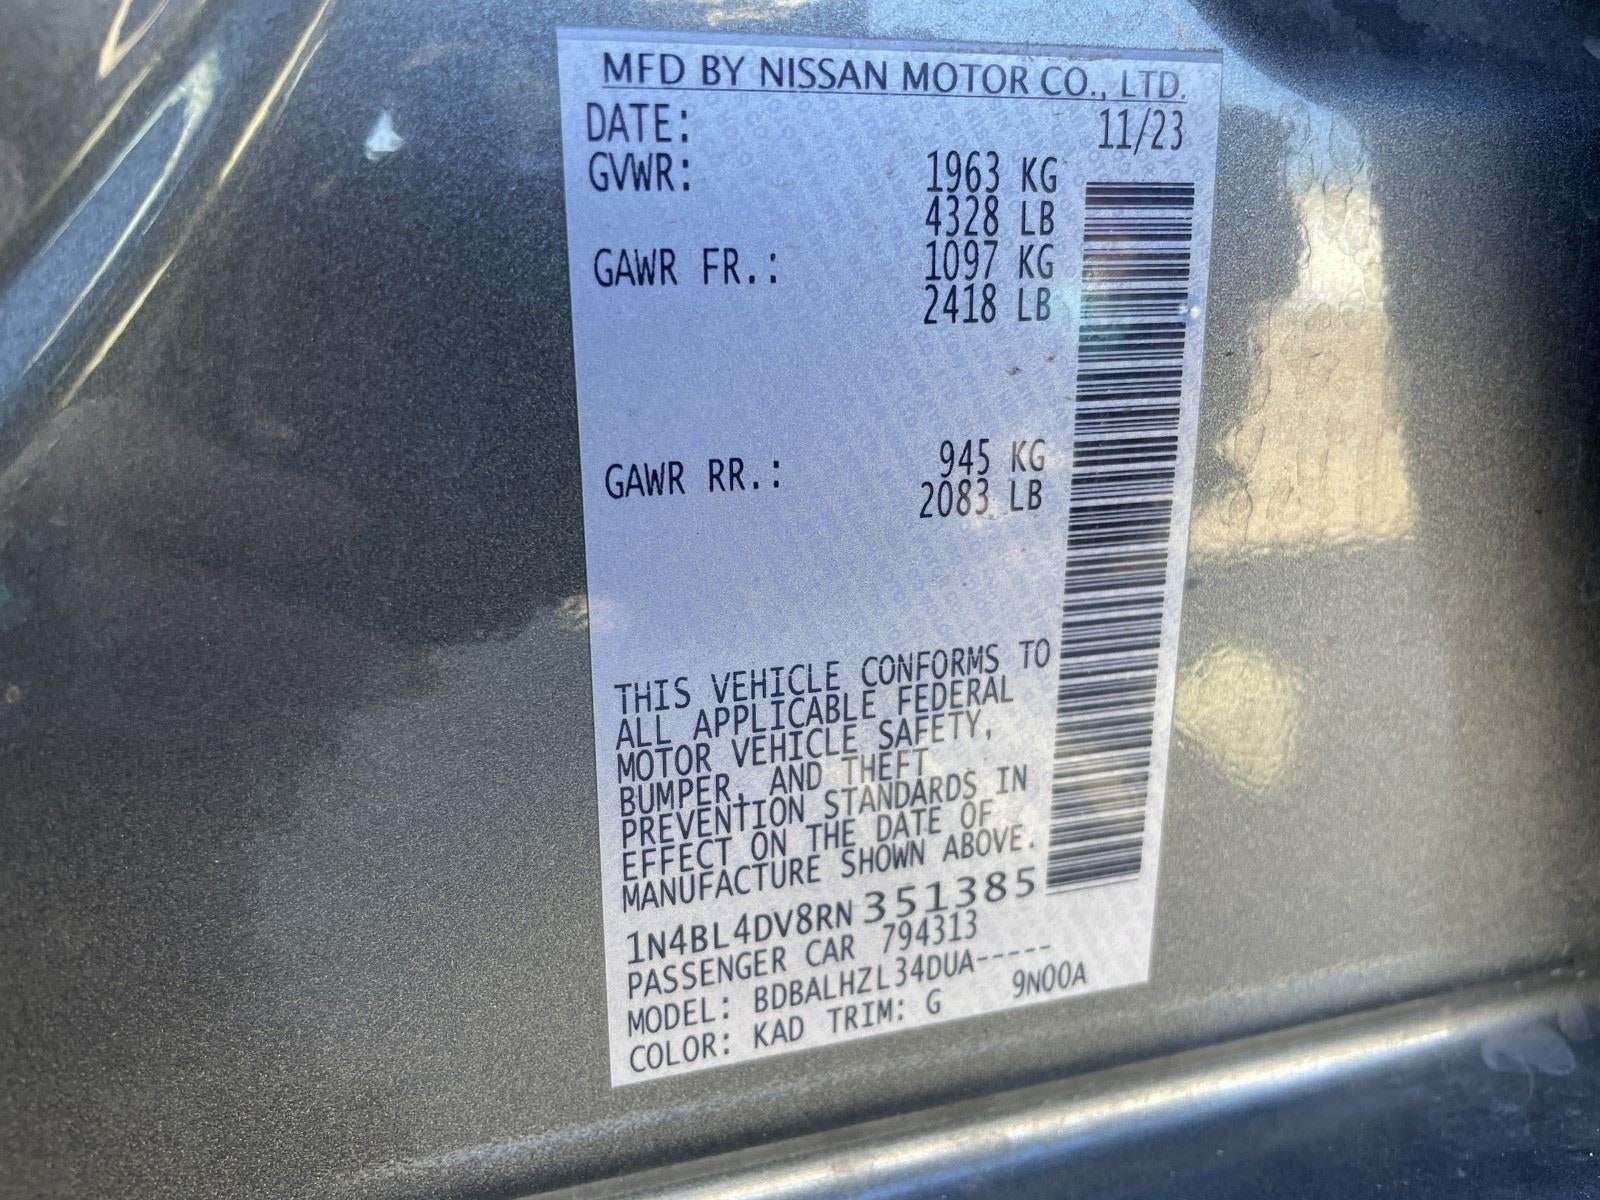 MFD BY NISSAN MOTOR CO., LTD.
DATE: 11/23
GVWR: 1963 KG
4328 LB
GAWR FR.: 1097 KG
2418 LB
GAWR RR.: 945 KG
2083 LB
THIS VEHICLE CONFORMS TO
ALL APPLICABLE FEDERAL
MOTOR VEHICLE SAFETY,
BUMPER, AND THEFT
PREVENTION STANDARDS IN
EFFECT ON THE DATE OF
MANUFACTURE SHOWN ABOVE.
1N4BL4DV8RN351385
PASSENGER CAR 794313
MODEL: BDBALHZL34DUA-----
COLOR: KAD TRIM: G 9N00A